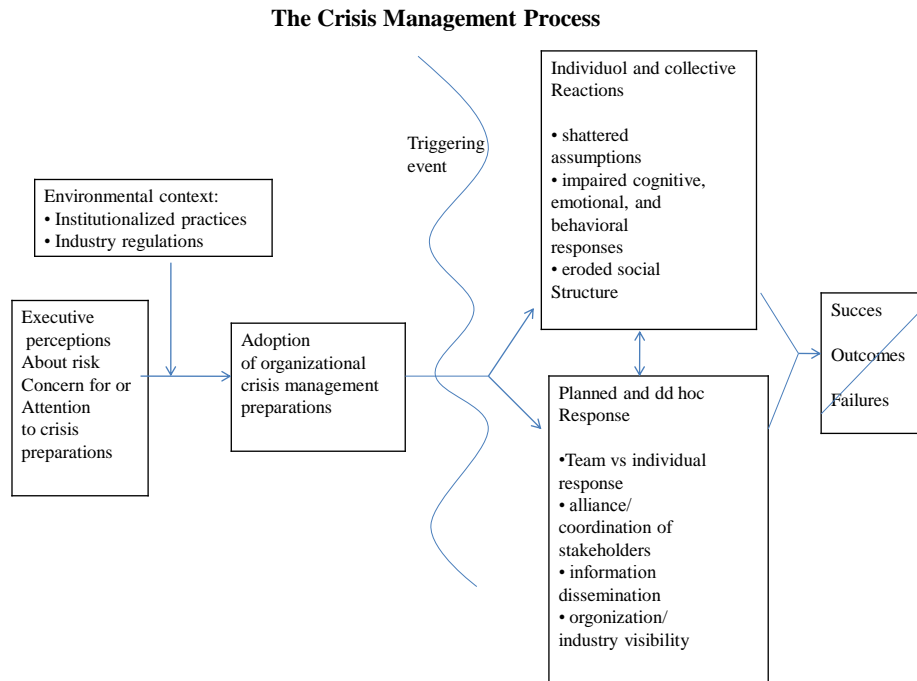 The Crisis Management Process
Environmental context:
• Institutionalized practices
• Industry regulations
Executive
perceptions
About risk
Concern for or
Attention
to crisis
preparations
Adoption
of organizational
crisis management
preparations
Triggering
event
Individuol and collective
Reactions
• shattered
assumptions
• impaired cognitive,
emotional, and
behavioral
responses
• eroded social
Structure
Planned and dd hoc
Response
•Team vs individual
response
• alliance/
coordination of
stakeholders
• information
dissemination
• orgonization/
industry visibility
Succes
Outcomes
Failures